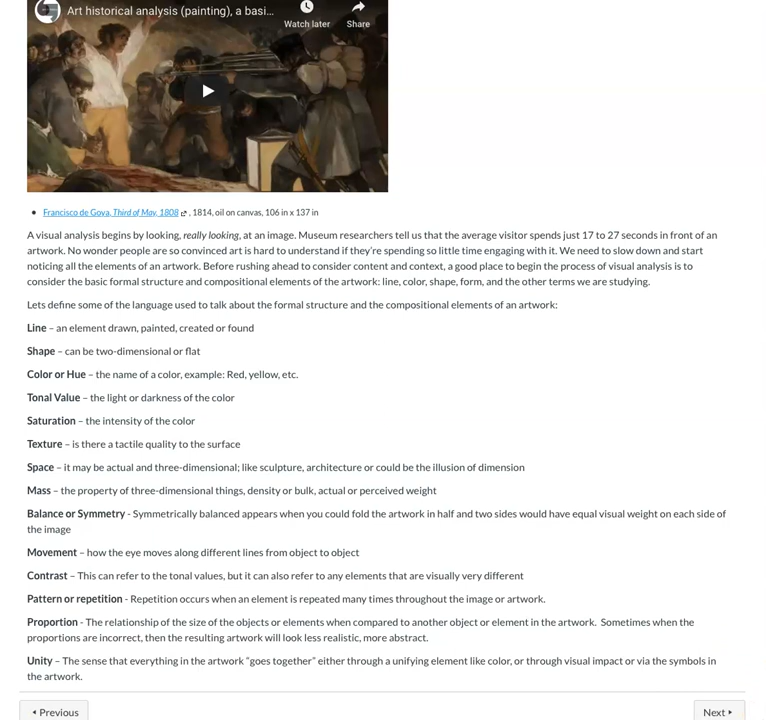 Art historical analysis (painting), a basi...
Watch later
Share
Francisco de Goya, Third of May, 1808 , 1814, oil on canvas, 106 in x 137 in
A visual analysis begins by looking, really looking, at an image. Museum researchers tell us that the average visitor spends just 17 to 27 seconds in front of an
artwork. No wonder people are so convinced art is hard to understand if they're spending so little time engaging with it. We need to slow down and start
noticing all the elements of an artwork. Before rushing ahead to consider content and context, a good place to begin the process of visual analysis is to
consider the basic formal structure and compositional elements of the artwork: line, color, shape, form, and the other terms we are studying.
Lets define some of the language used to talk about the formal structure and the compositional elements of an artwork:
Line – an element drawn, painted, created or found
Shape – can be two-dimensional or flat
Color or Hue – the name of a color, example: Red, yellow, etc.
Tonal Value – the light or darkness of the color
Saturation – the intensity of the color
Texture – is there a tactile quality to the surface
Space – it may be actual and three-dimensional; like sculpture, architecture or could be the illusion of dimension
Mass – the property of three-dimensional things, density or bulk, actual or perceived weight
Balance or Symmetry - Symmetrically balanced appears when you could fold the artwork in half and two sides would have equal visual weight on each side of
the image
Movement – how the eye moves along different lines from object to object
Contrast – This can refer to the tonal values, but it can also refer to any elements that are visually very different
Pattern or repetition - Repetition occurs when an element is repeated many times throughout the image or artwork.
Proportion - The relationship of the size of the objects or elements when compared to another object or element in the artwork. Sometimes when the
proportions are incorrect, then the resulting artwork will look less realistic, more abstract.
Unity – The sense that everything in the artwork "goes together" either through a unifying element like color, or through visual impact or via the symbols in
the artwork.
Previous
Next